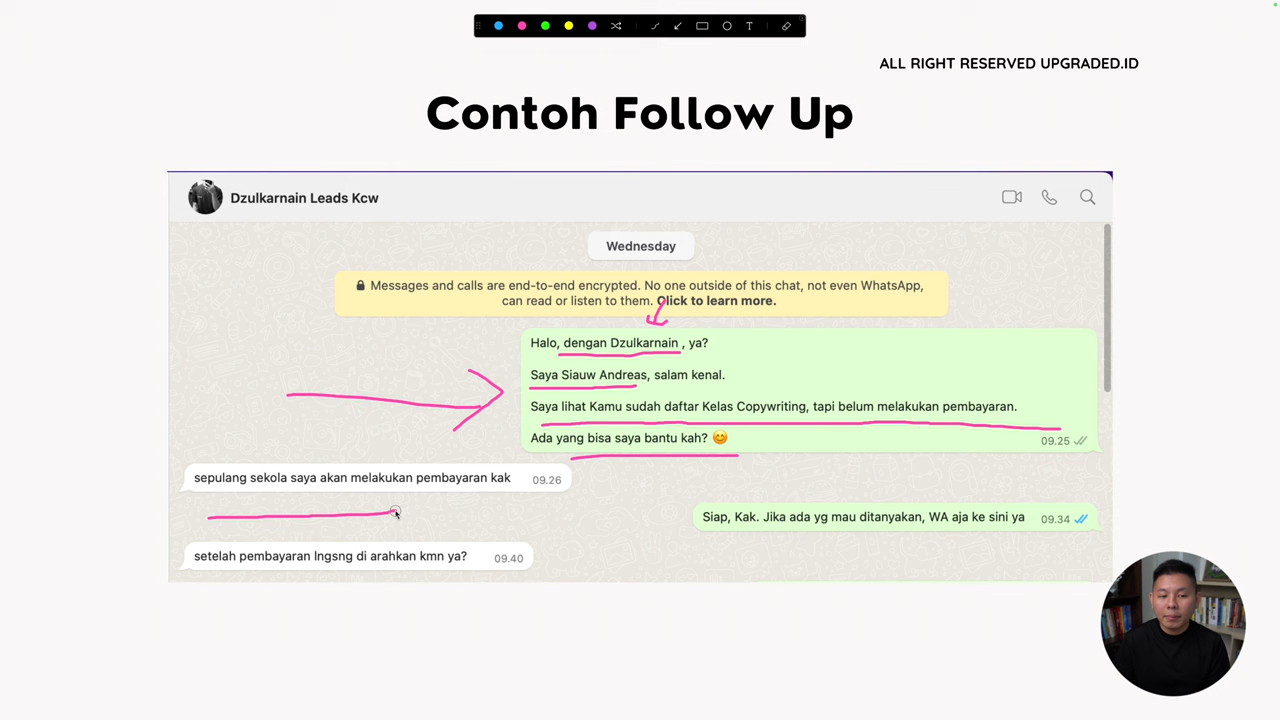 ALL RIGHT RESERVED UPGRADED.ID
Contoh Follow Up
Dzulkarnain Leads Kcw
Wednesday
Messages and calls are end-to-end encrypted. No one outside of this chat, not even WhatsApp,
can read or listen to them. Click to learn more.
Halo, dengan Dzulkarnain , ya?
Saya Siauw Andreas, salam kenal.
Saya lihat Kamu sudah daftar Kelas Copywriting, tapi belum melakukan pembayaran.
Ada yang bisa saya bantu kah? 😊
09.25
sepulang sekola saya akan melakukan pembayaran kak
09.26
Siap, Kak. Jika ada yg mau ditanyakan, WA aja ke sini ya
09.34
setelah pembayaran lngsng di arahkan kmn ya?
09.40